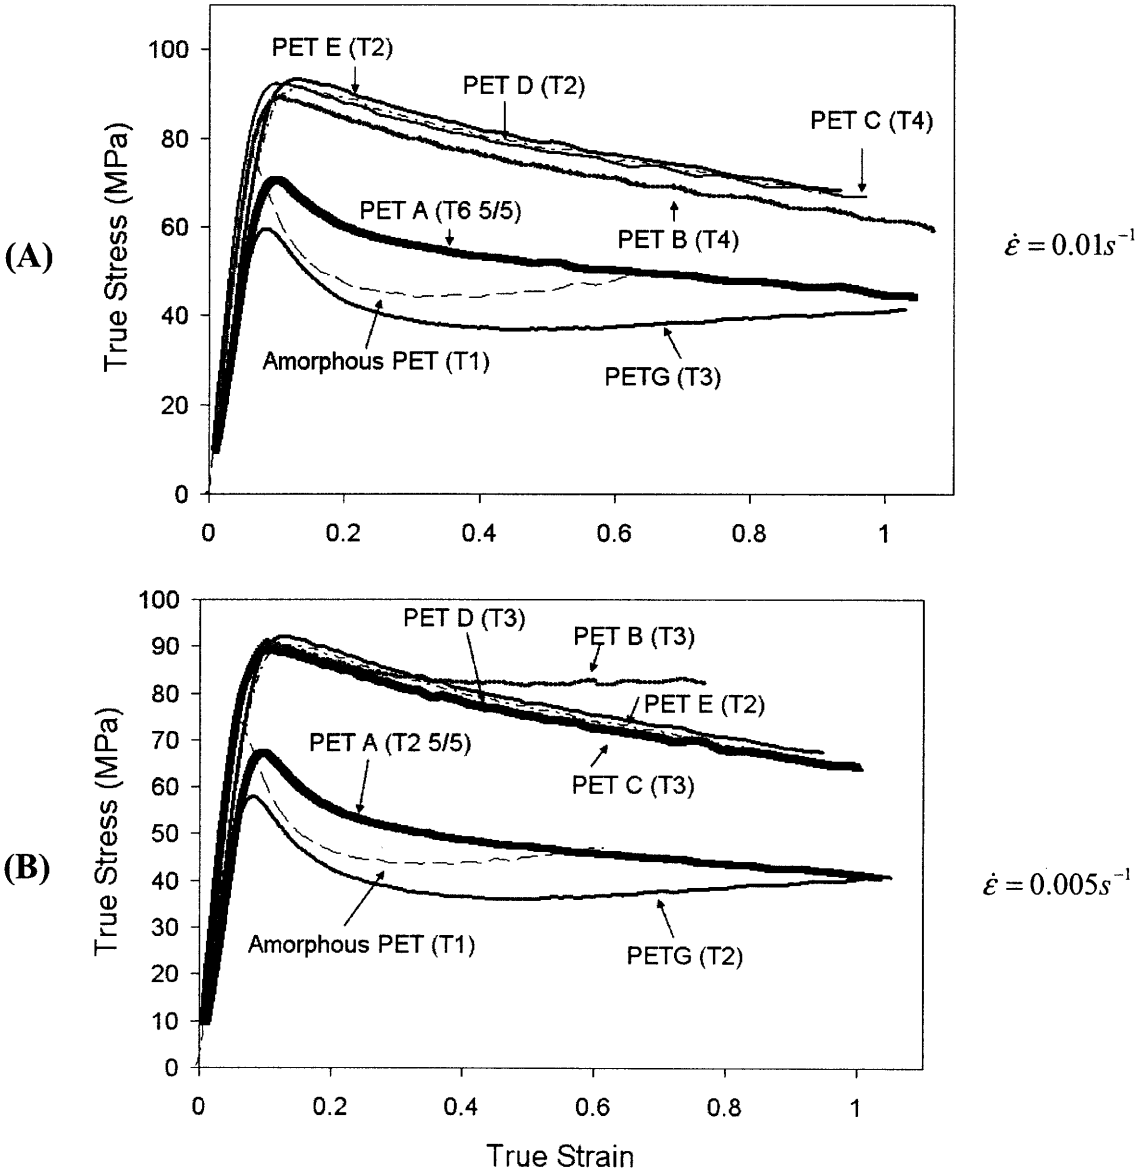 100
80
60
40
20
0
True Stress (MPa)
PET E (T2)
PET D (T2)
PET C (T4)
PET A (T6 5/5)
PET B (T4)
Amorphous PET (T1)
PETG (T3)
0 0.2 0.4 0.6 0.8 1
(A)
ε̇ = 0.01s⁻¹
100
90
80
70
60
50
40
30
20
10
0
True Stress (MPa)
PET D (T3)
PET B (T3)
PET E (T2)
PET A (T2 5/5)
PET C (T3)
Amorphous PET (T1)
PETG (T2)
0 0.2 0.4 0.6 0.8 1
True Strain
(B)
ε̇ = 0.005s⁻¹